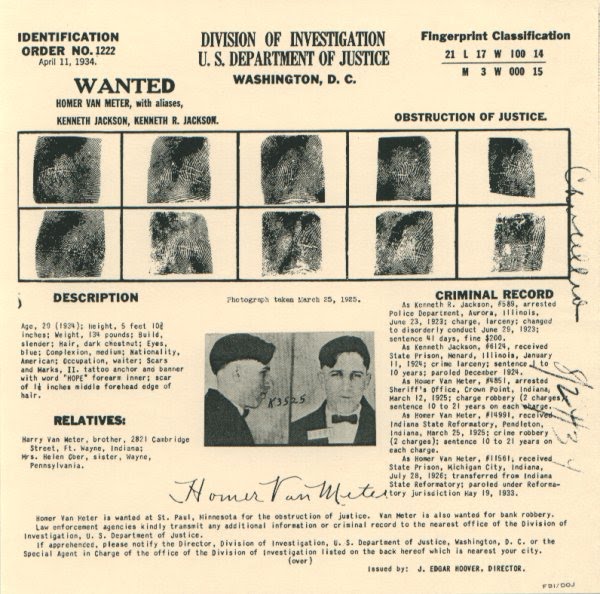 IDENTIFICATION
ORDER NO. 1222
April 11, 1934.
DIVISION OF INVESTIGATION
U. S. DEPARTMENT OF JUSTICE
WASHINGTON, D. C.
Fingerprint Classification
21 L 17 W 100 14
M 3 W 000 15
WANTED
HOMER VAN METER, with aliases,
KENNETH JACKSON, KENNETH R. JACKSON.
OBSTRUCTION OF JUSTICE.
DESCRIPTION
Age, 29 (1934); Height, 5 feet 10¾
inches; Weight, 134 pounds; Build,
slender; Hair, dark chestnut; Eyes,
blue; Complexion, medium; Nationality,
American; Occupation, waiter; Scars
and Marks, II. tattoo anchor and banner
with word "HOPE" forearm inner; scar
of 1½ inches middle forehead edge of
hair.
RELATIVES:
Harry Van Meter, brother, 2821 Cambridge
Street, Ft. Wayne, Indiana;
Mrs. Helen Ober, sister, Wayne,
Pennsylvania.
Photograph taken March 25, 1925.
K3525
Homer Van Meter
CRIMINAL RECORD
As Kenneth R. Jackson, #589, arrested
Police Department, Aurora, Illinois,
June 23, 1923; charge, larceny; changed
to disorderly conduct June 29, 1923;
sentence 41 days, fine $200.
As Kenneth Jackson, #6124, received
State Prison, Menard, Illinois, January
11, 1924; crime larceny; sentence 1 to
10 years; paroled December 1924.
As Homer Van Meter, #4851, arrested
Sheriff's Office, Crown Point, Indiana,
March 12, 1925; charge robbery (2 charges)
sentence 10 to 21 years on each charge.
As Homer Van Meter, #14991, received
Indiana State Reformatory, Pendleton,
Indiana, March 25, 1925; crime robbery
(2 charges); sentence 10 to 21 years on
each charge.
As Homer Van Meter, #11561, received
State Prison, Michigan City, Indiana,
July 28, 1926; transferred from Indiana
State Reformatory; paroled under Reforma-
tory jurisdiction May 19, 1933.
Homer Van Meter is wanted at St. Paul, Minnesota for the obstruction of justice. Van Meter is also wanted for bank robbery.
Law enforcement agencies kindly transmit any additional information or criminal record to the nearest office of the Division of
Investigation, U. S. Department of Justice.
If apprehended, please notify the Director, Division of Investigation, U. S. Department of Justice, Washington, D. C. or the
Special Agent in Charge of the office of the Division of Investigation listed on the back hereof which is nearest your city.
(over)
Issued by: J. EDGAR HOOVER, DIRECTOR.
FBI/DOJ